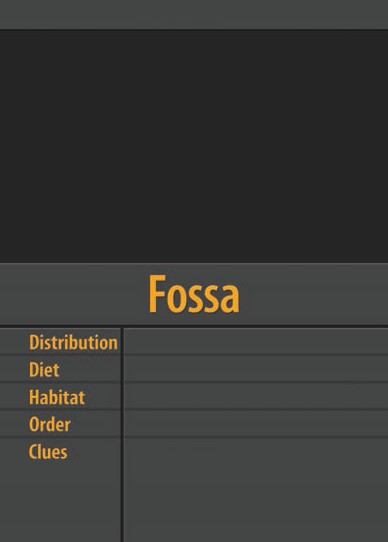 Fossa
Distribution
Diet
Habitat
Order
Clues